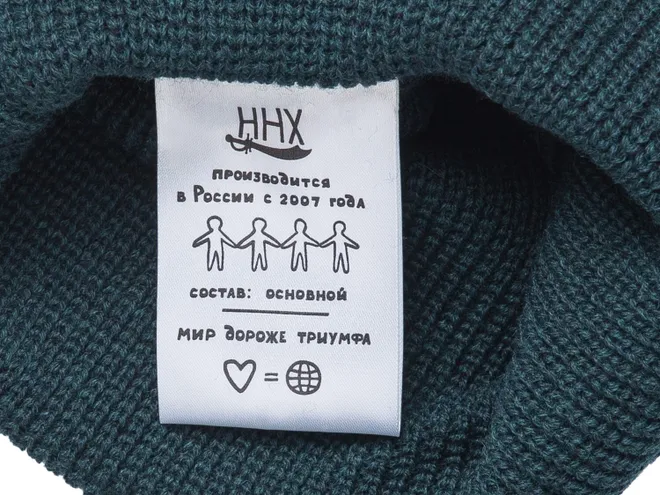 ННХ
ПРОИЗВОДИТСЯ
В РОССИИ С 2007 ГОДА
СОСТАВ: ОСНОВНОЙ
МИР ДОРОЖЕ ТРИУМФА
=